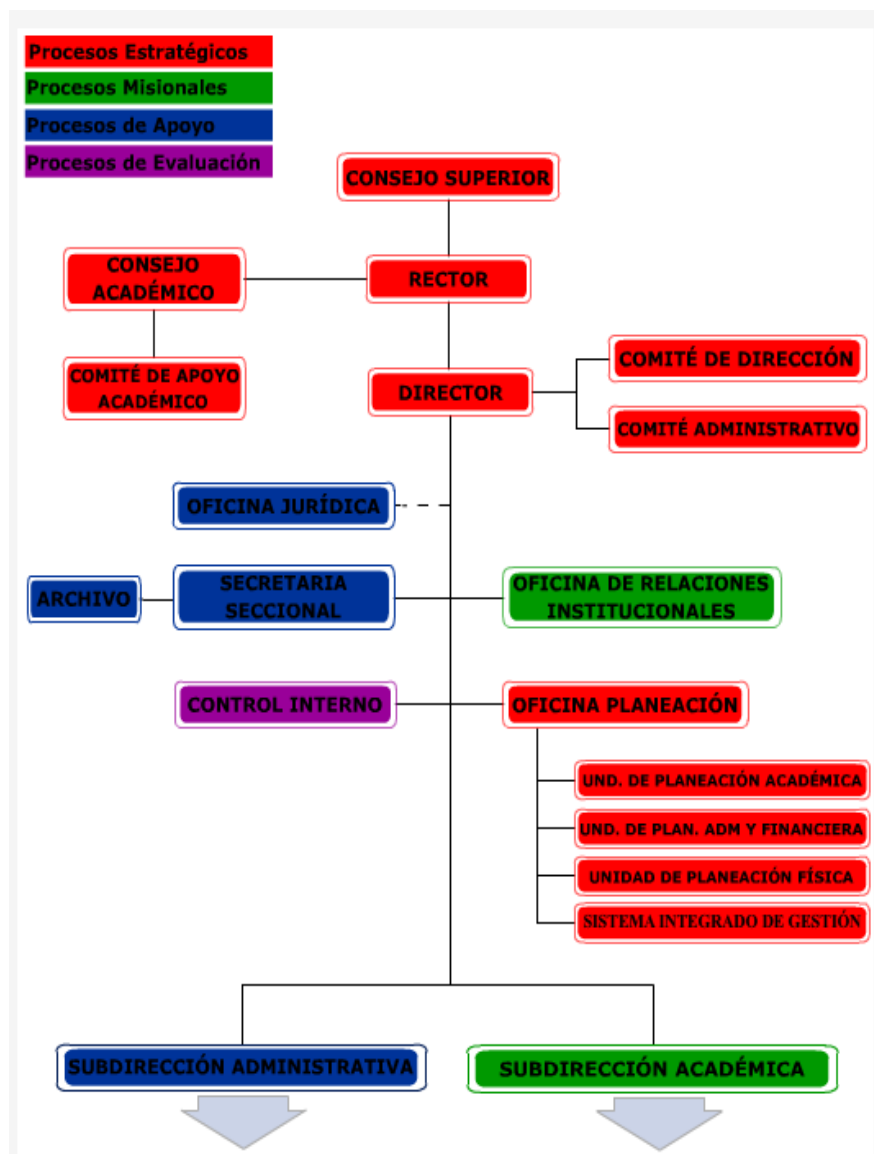 Procesos Estratégicos
Procesos Misionales
Procesos de Apoyo
Procesos de Evaluación
CONSEJO SUPERIOR
CONSEJO
ACADÉMICO
RECTOR
COMITÉ DE APOYO
ACADÉMICO
DIRECTOR
COMITÉ DE DIRECCIÓN
COMITÉ ADMINISTRATIVO
OFICINA JURÍDICA
ARCHIVO
SECRETARIA
SECCIONAL
OFICINA DE RELACIONES
INSTITUCIONALES
CONTROL INTERNO
OFICINA PLANEACIÓN
UND. DE PLANEACIÓN ACADÉMICA
UND. DE PLAN. ADM Y FINANCIERA
UNIDAD DE PLANEACIÓN FÍSICA
SISTEMA INTEGRADO DE GESTIÓN
SUBDIRECCIÓN ADMINISTRATIVA
SUBDIRECCIÓN ACADÉMICA